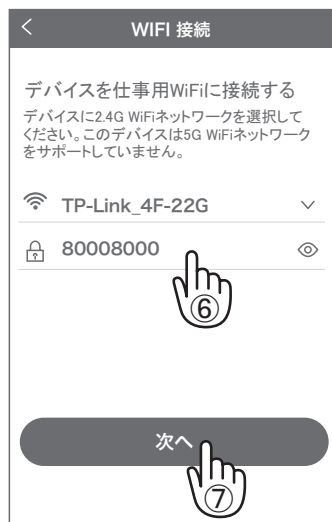 WIFI 接続
デバイスを仕事用WiFiに接続する
デバイスに2.4G WiFiネットワークを選択して
ください。このデバイスは5G WiFiネットワーク
をサポートしていません。
TP-Link_4F-22G
80008000
⑥
次へ
⑦